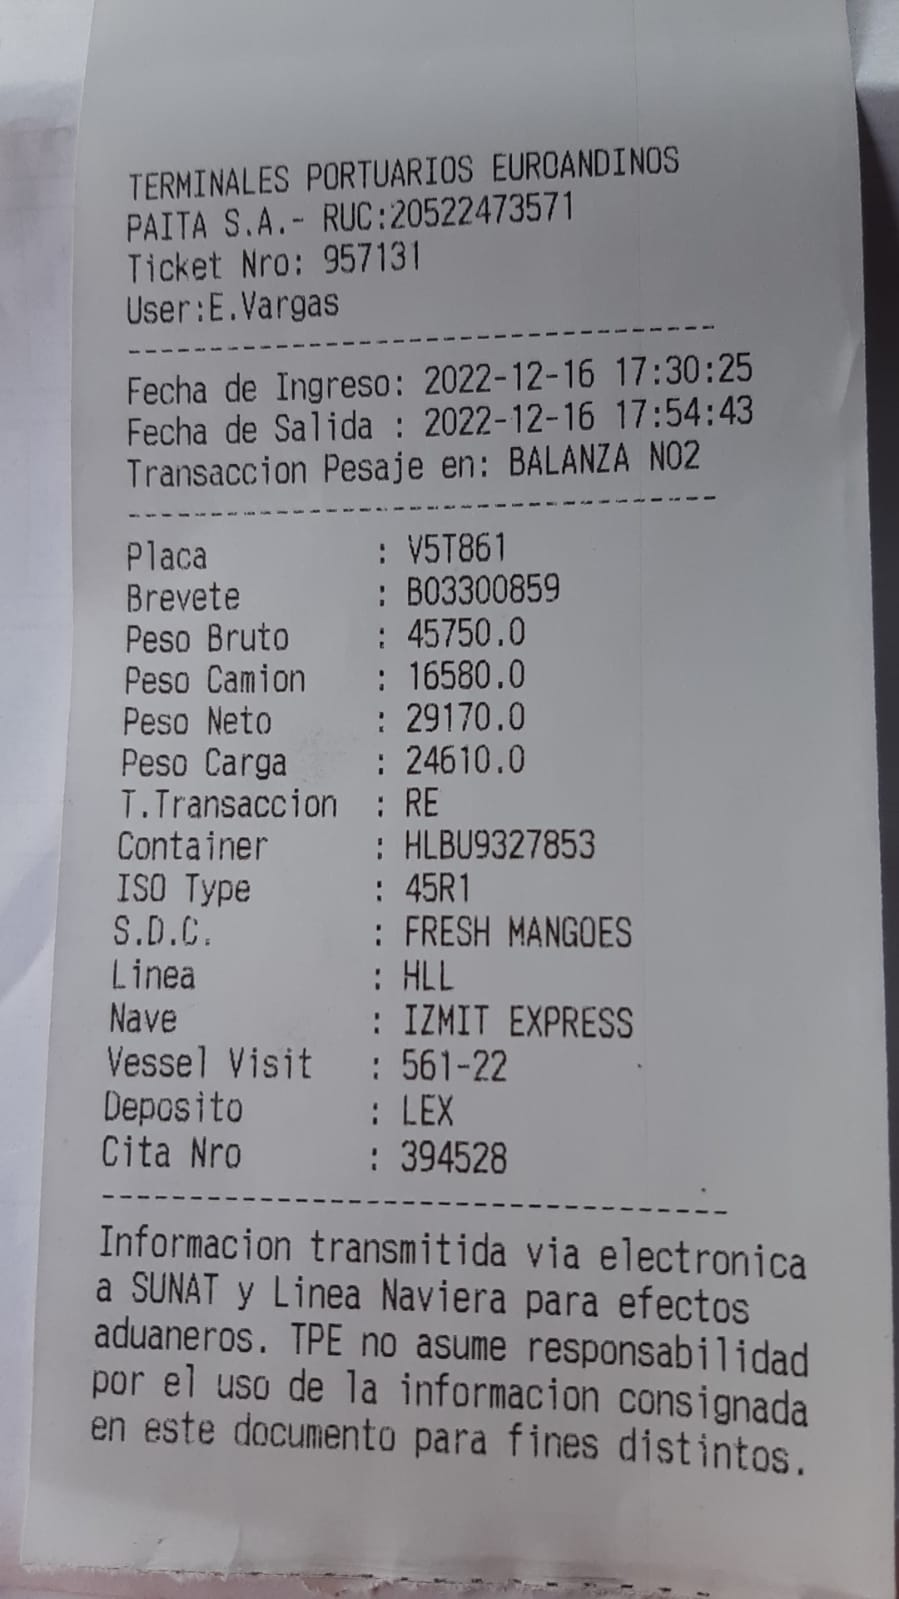 TERMINALES PORTUARIOS EUROANDINOS
PAITA S.A.- RUC:20522473571
Ticket Nro: 957131
User:E.Vargas
----------------------------------
Fecha de Ingreso: 2022-12-16 17:30:25
Fecha de Salida : 2022-12-16 17:54:43
Transaccion Pesaje en: BALANZA NO2
----------------------------------
Placa : V5T861
Brevete : B03300859
Peso Bruto : 45750.0
Peso Camion : 16580.0
Peso Neto : 29170.0
Peso Carga : 24610.0
T.Transaccion : RE
Container : HLBU9327853
ISO Type : 45R1
S.D.C. : FRESH MANGOES
Linea : HLL
Nave : IZMIT EXPRESS
Vessel Visit : 561-22
Deposito : LEX
Cita Nro : 394528
----------------------------------
Informacion transmitida via electronica
a SUNAT y Linea Naviera para efectos
aduaneros. TPE no asume responsabilidad
por el uso de la informacion consignada
en este documento para fines distintos.